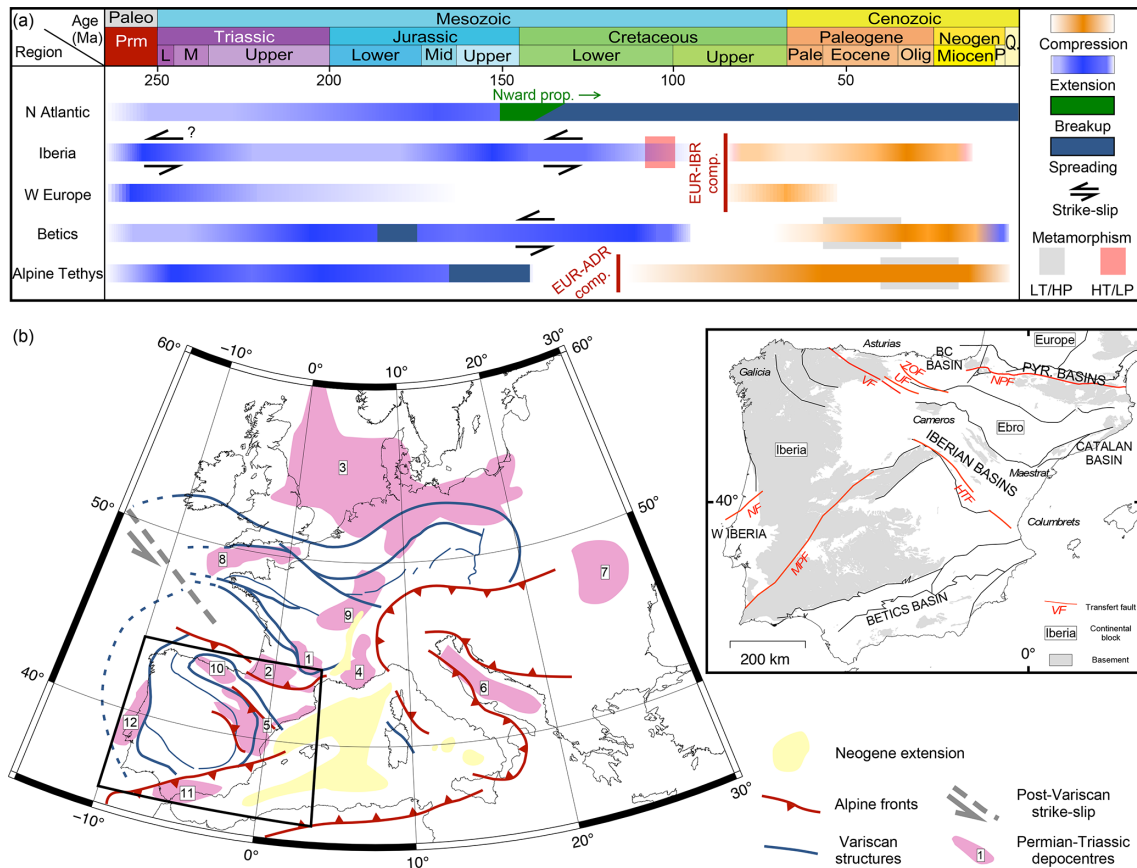 (a)
Age (Ma)
Region
Paleo
Mesozoic
Cenozoic
Prm
Triassic
Jurassic
Cretaceous
Paleogene
Neogen
Q.
L
M
Upper
Lower
Mid
Upper
Lower
Upper
Pale
Eocene
Olig
Miocen
P
250
200
150
100
50
Nward prop. →
N Atlantic
?
Iberia
W Europe
Betics
Alpine Tethys
EUR-IBR
comp.
EUR-ADR
comp.
Compression
Extension
Breakup
Spreading
Strike-slip
Metamorphism
LT/HP
HT/LP
(b)
60°
−10°
0°
10°
20°
30°
60°
50°
50°
40°
40°
30°
−10°
0°
10°
20°
1
2
3
4
5
6
7
8
9
10
11
12
Asturias
BC
BASIN
Europe
Galicia
VF
UF
ZOF
NPF
PYR. BASINS
Cameros
Ebro
Iberia
IBERIAN BASINS
CATALAN
BASIN
Maestrat
HTF
40°
NF
W IBERIA
Columbrets
MPF
BETICS BASIN
200 km
0°
VF
Transfert fault
Iberia
Continental
block
Basement
Neogene extension
Alpine fronts
Variscan
structures
Post-Variscan
strike-slip
1
Permian-Triassic
depocentres